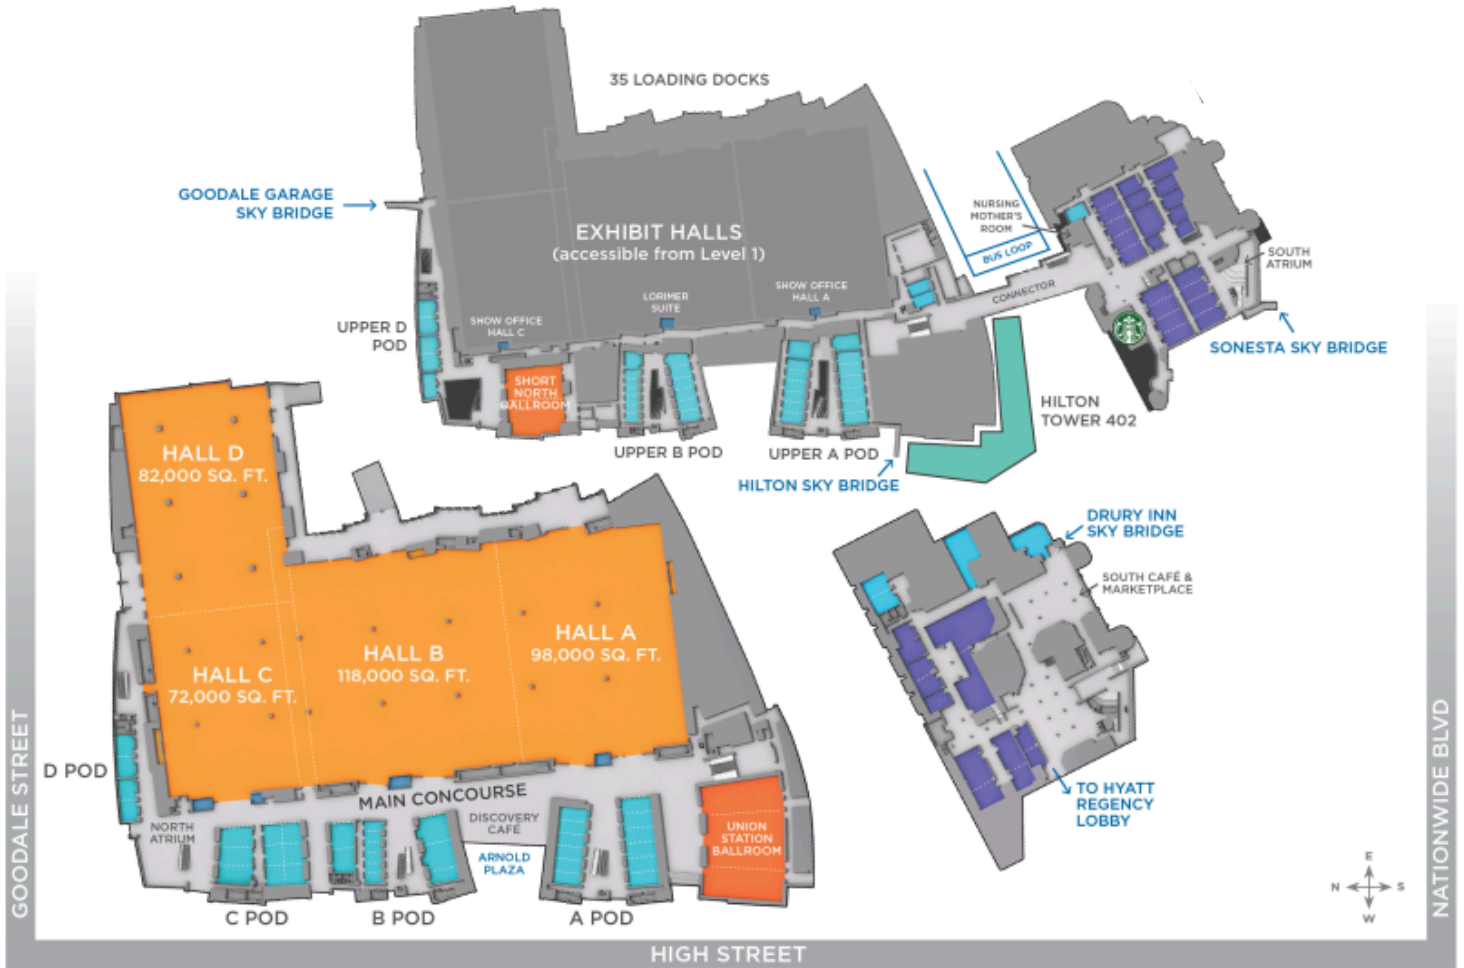 35 LOADING DOCKS
GOODALE GARAGE
SKY BRIDGE
NURSING
MOTHER'S
ROOM
BUS LOOP
EXHIBIT HALLS
(accessible from Level 1)
SOUTH
ATRIUM
CONNECTOR
SHOW OFFICE
HALL A
LORIMER
SUITE
SHOW OFFICE
HALL C
UPPER D
POD
SONESTA SKY BRIDGE
SHORT
NORTH
BALLROOM
HILTON
TOWER 402
UPPER B POD
UPPER A POD
HILTON SKY BRIDGE
HALL D
82,000 SQ. FT.
DRURY INN
SKY BRIDGE
SOUTH CAFÉ &
MARKETPLACE
HALL A
98,000 SQ. FT.
HALL B
118,000 SQ. FT.
HALL C
72,000 SQ. FT.
D POD
MAIN CONCOURSE
NORTH
ATRIUM
DISCOVERY
CAFÉ
ARNOLD
PLAZA
UNION
STATION
BALLROOM
TO HYATT
REGENCY
LOBBY
C POD
B POD
A POD
E
N
S
W
GOODALE STREET
HIGH STREET
NATIONWIDE BLVD